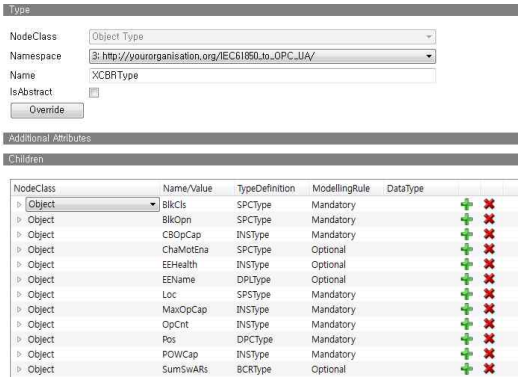 Type
NodeClass Object Type
Namespace 3: http://yourorganisation.org/IEC61850_to_OPC_UA/
Name XCBRType
IsAbstract
Override
Additional Attributes
Children
NodeClass Name/Value TypeDefinition ModellingRule DataType
Object BlkCls SPCType Mandatory
Object BlkOpn SPCType Mandatory
Object CBOpCap INSType Mandatory
Object ChaMotEna SPCType Optional
Object EEHealth INSType Optional
Object EEName DPLType Optional
Object Loc SPSType Mandatory
Object MaxOpCap INSType Mandatory
Object OpCnt INSType Mandatory
Object Pos DPCType Mandatory
Object POWCap INSType Mandatory
Object SumSwARs BCRType Optional